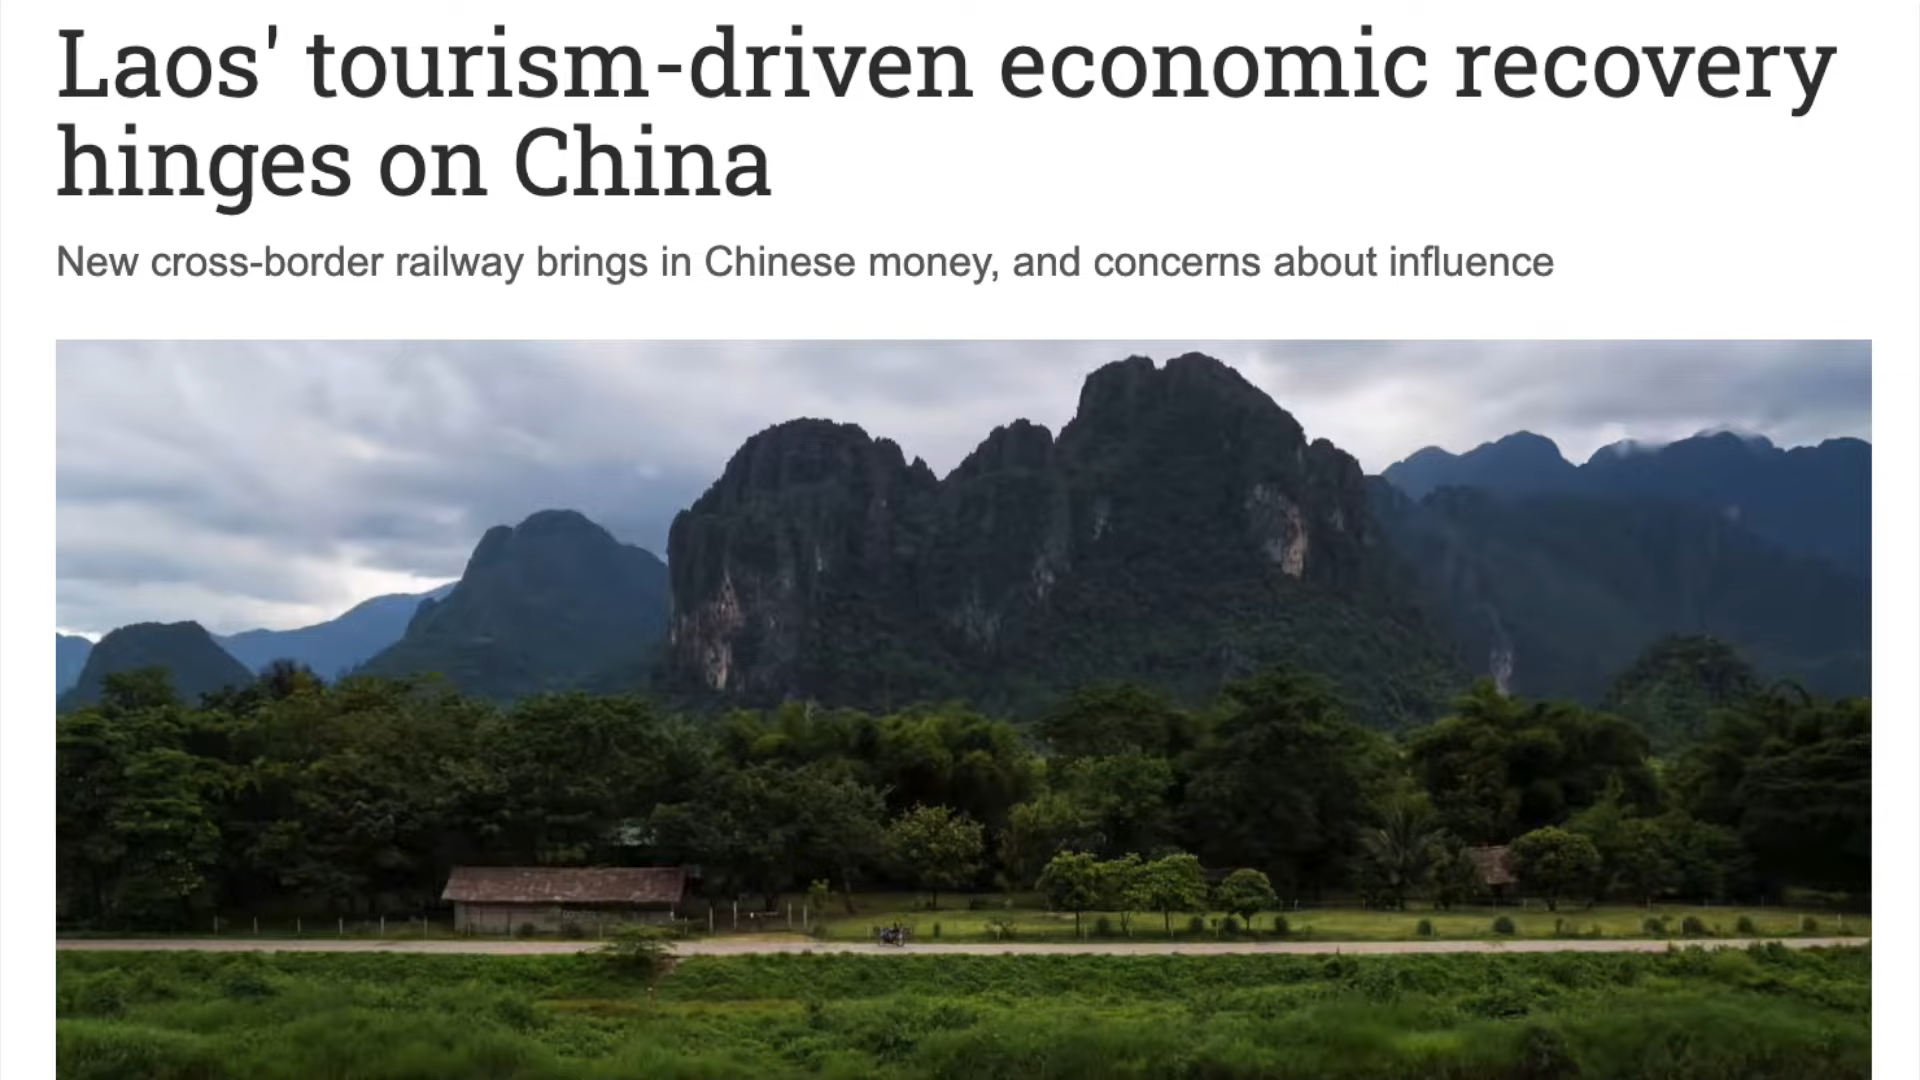 Laos' tourism-driven economic recovery
hinges on China
New cross-border railway brings in Chinese money, and concerns about influence